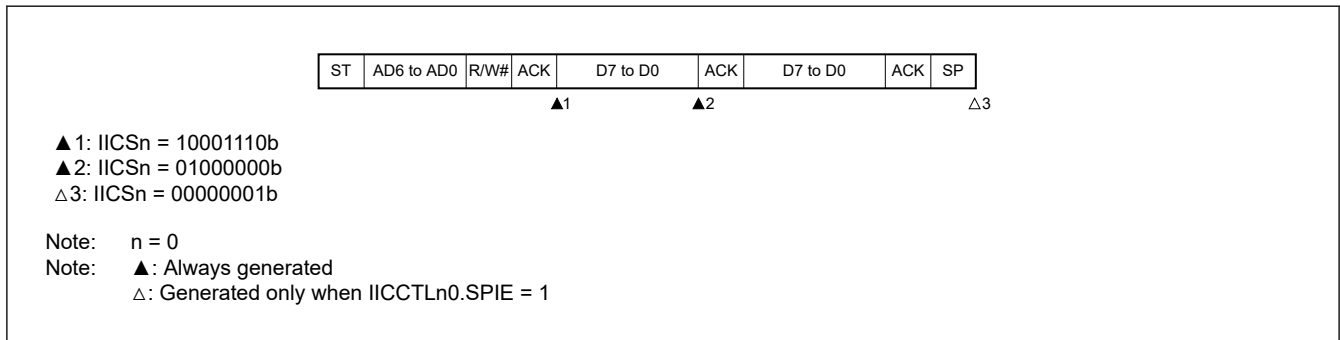 ST AD6 to AD0 R/W# ACK D7 to D0 ACK D7 to D0 ACK SP
▲1 ▲2 △3
▲1: IICSn = 10001110b
▲2: IICSn = 01000000b
△3: IICSn = 00000001b
Note: n = 0
Note: ▲: Always generated
△: Generated only when IICCTLn0.SPIE = 1